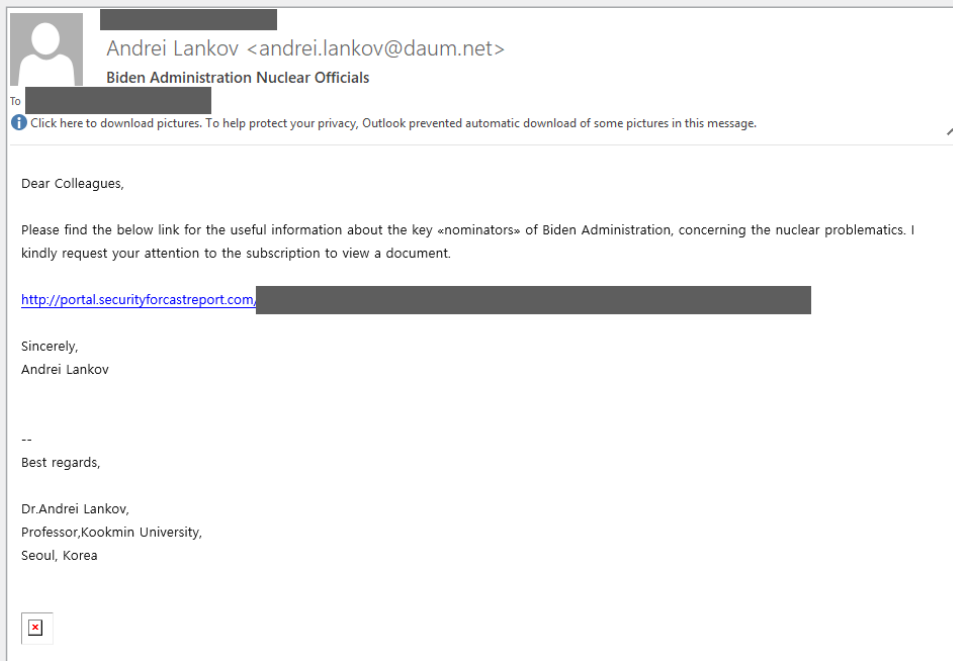 Andrei Lankov <andrei.lankov@daum.net>
Biden Administration Nuclear Officials
To
Click here to download pictures. To help protect your privacy, Outlook prevented automatic download of some pictures in this message.
Dear Colleagues,
Please find the below link for the useful information about the key «nominators» of Biden Administration, concerning the nuclear problematics. I
kindly request your attention to the subscription to view a document.
http://portal.securityforcastreport.com/
Sincerely,
Andrei Lankov
--
Best regards,
Dr.Andrei Lankov,
Professor,Kookmin University,
Seoul, Korea